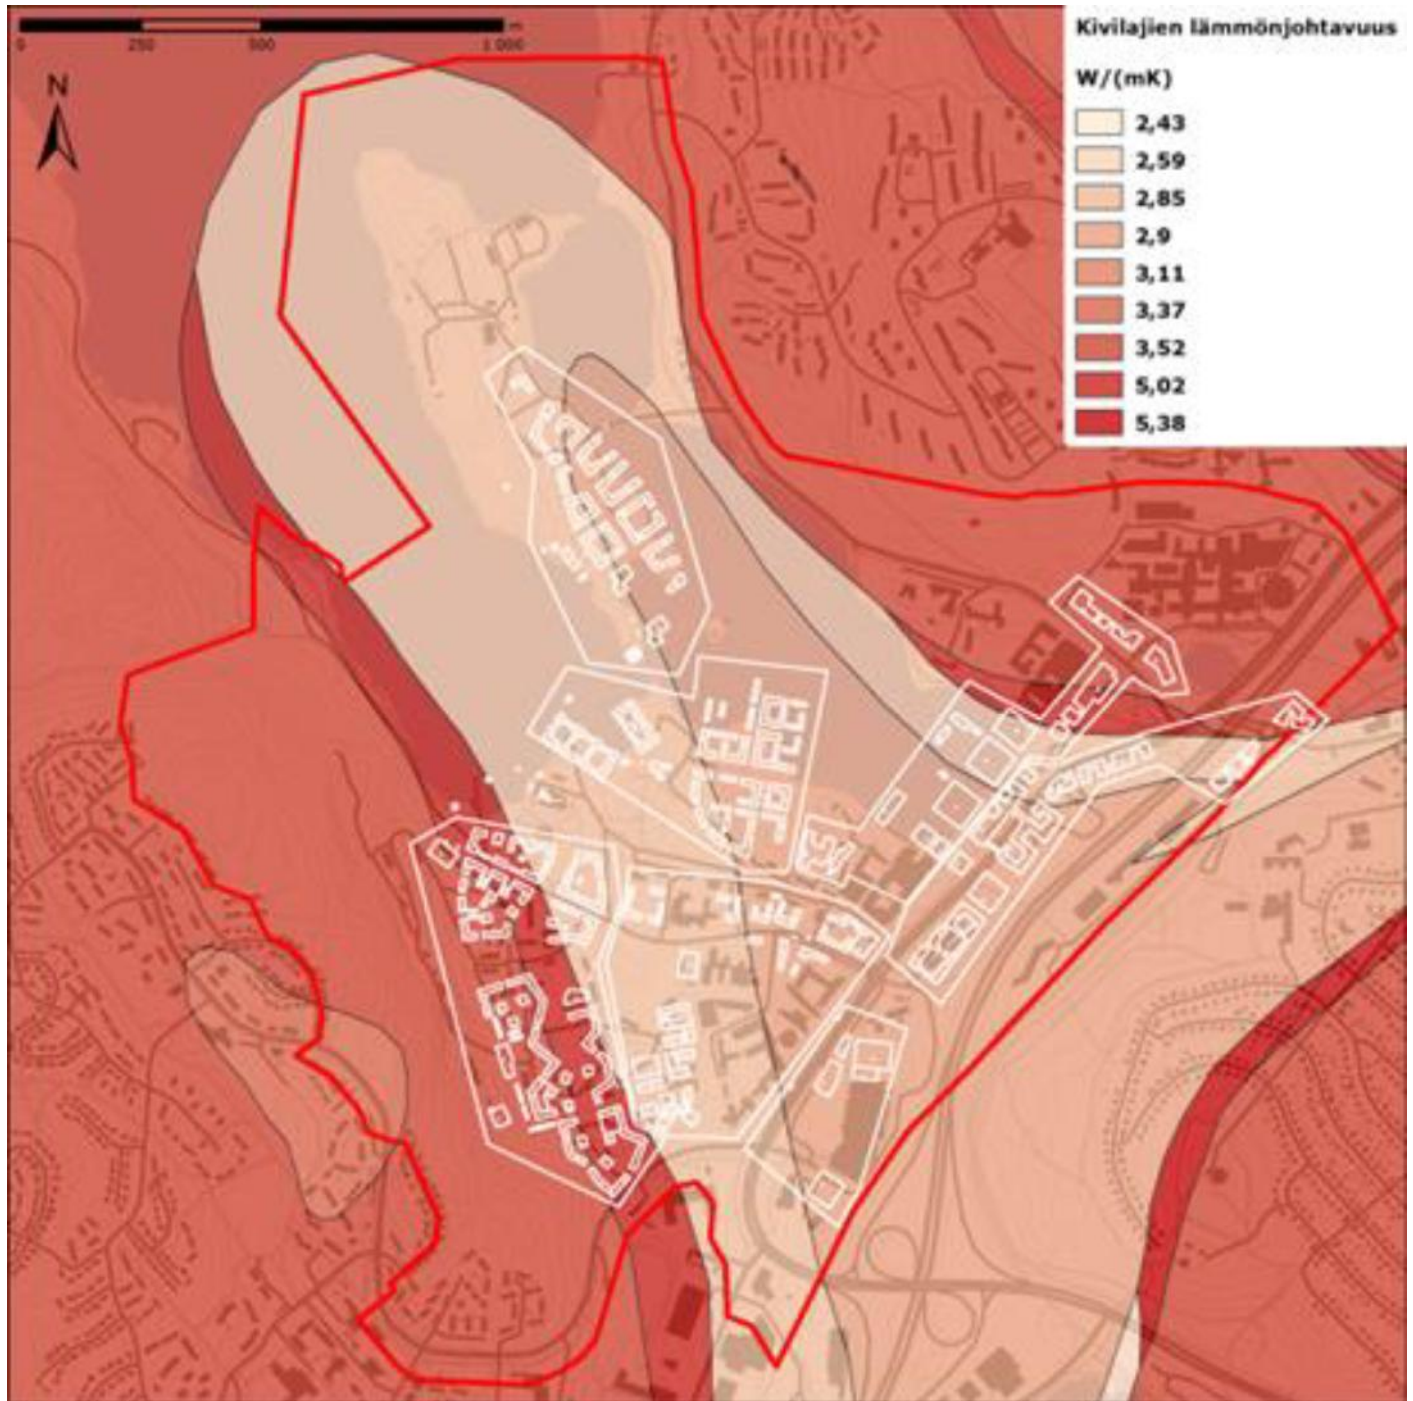 0 250 500 1 000 m
N
Kivilajien lämmönjohtavuus
W/(mK)
2,43
2,59
2,85
2,9
3,11
3,37
3,52
5,02
5,38